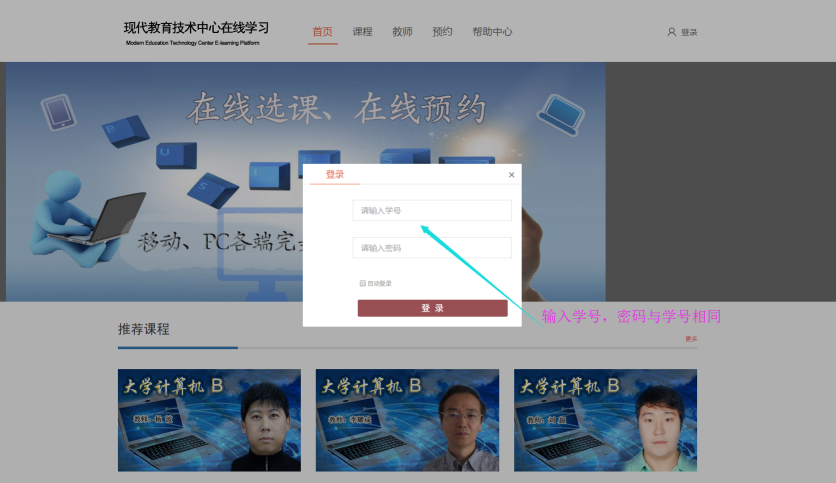 现代教育技术中心在线学习
Modern Education Technology Center E-learning Platform
首页 课程 教师 预约 帮助中心 登录
在线选课、在线预约
B
U
S
移动、PC各端完
登录 ×
请输入学号
请输入密码
自动登录
登 录
输入学号，密码与学号相同
推荐课程
更多
大学计算机 B
大学计算机 B
大学计算机 B
教师：
教师：
教师：刘